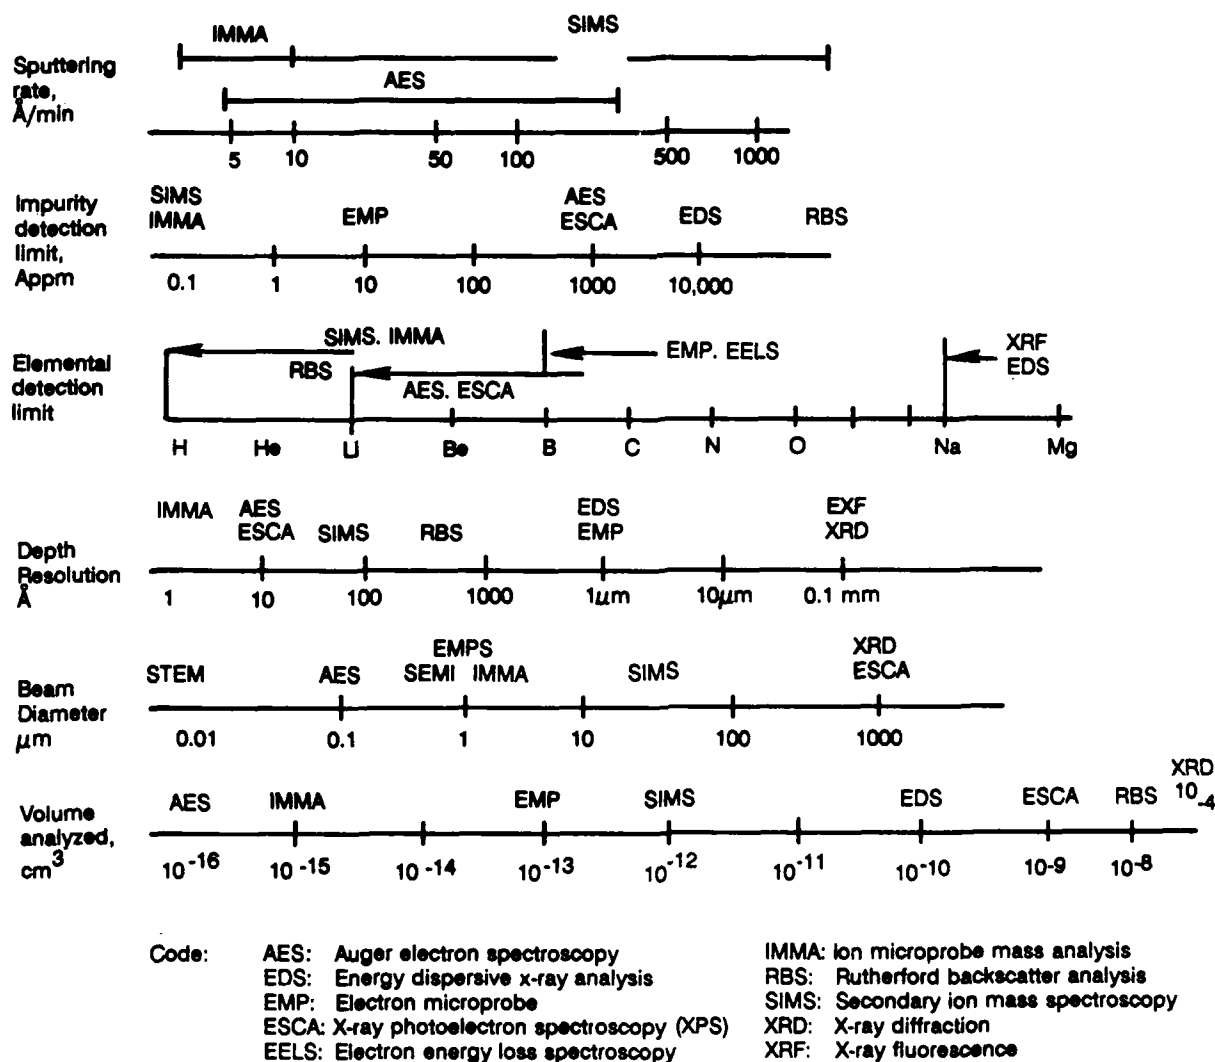 IMMA SIMS
Sputtering rate, Å/min
AES
5 10 50 100 500 1000
Impurity detection limit, Appm
SIMS IMMA EMP AES ESCA EDS RBS
0.1 1 10 100 1000 10,000
Elemental detection limit
SIMS. IMMA
RBS
AES. ESCA
EMP. EELS
XRF EDS
H He Li Be B C N O Na Mg
Depth Resolution Å
IMMA AES ESCA SIMS RBS EDS EMP EXF XRD
1 10 100 1000 1μm 10μm 0.1 mm
Beam Diameter μm
STEM AES EMPS SEMI IMMA SIMS XRD ESCA
0.01 0.1 1 10 100 1000
Volume analyzed, cm³
AES IMMA EMP SIMS EDS ESCA RBS XRD 10-4
10⁻¹⁶ 10⁻¹⁵ 10⁻¹⁴ 10⁻¹³ 10⁻¹² 10⁻¹¹ 10⁻¹⁰ 10⁻⁹ 10⁻⁸
Code: AES: Auger electron spectroscopy
EDS: Energy dispersive x-ray analysis
EMP: Electron microprobe
ESCA: X-ray photoelectron spectroscopy (XPS)
EELS: Electron energy loss spectroscopy
IMMA: Ion microprobe mass analysis
RBS: Rutherford backscatter analysis
SIMS: Secondary ion mass spectroscopy
XRD: X-ray diffraction
XRF: X-ray fluorescence